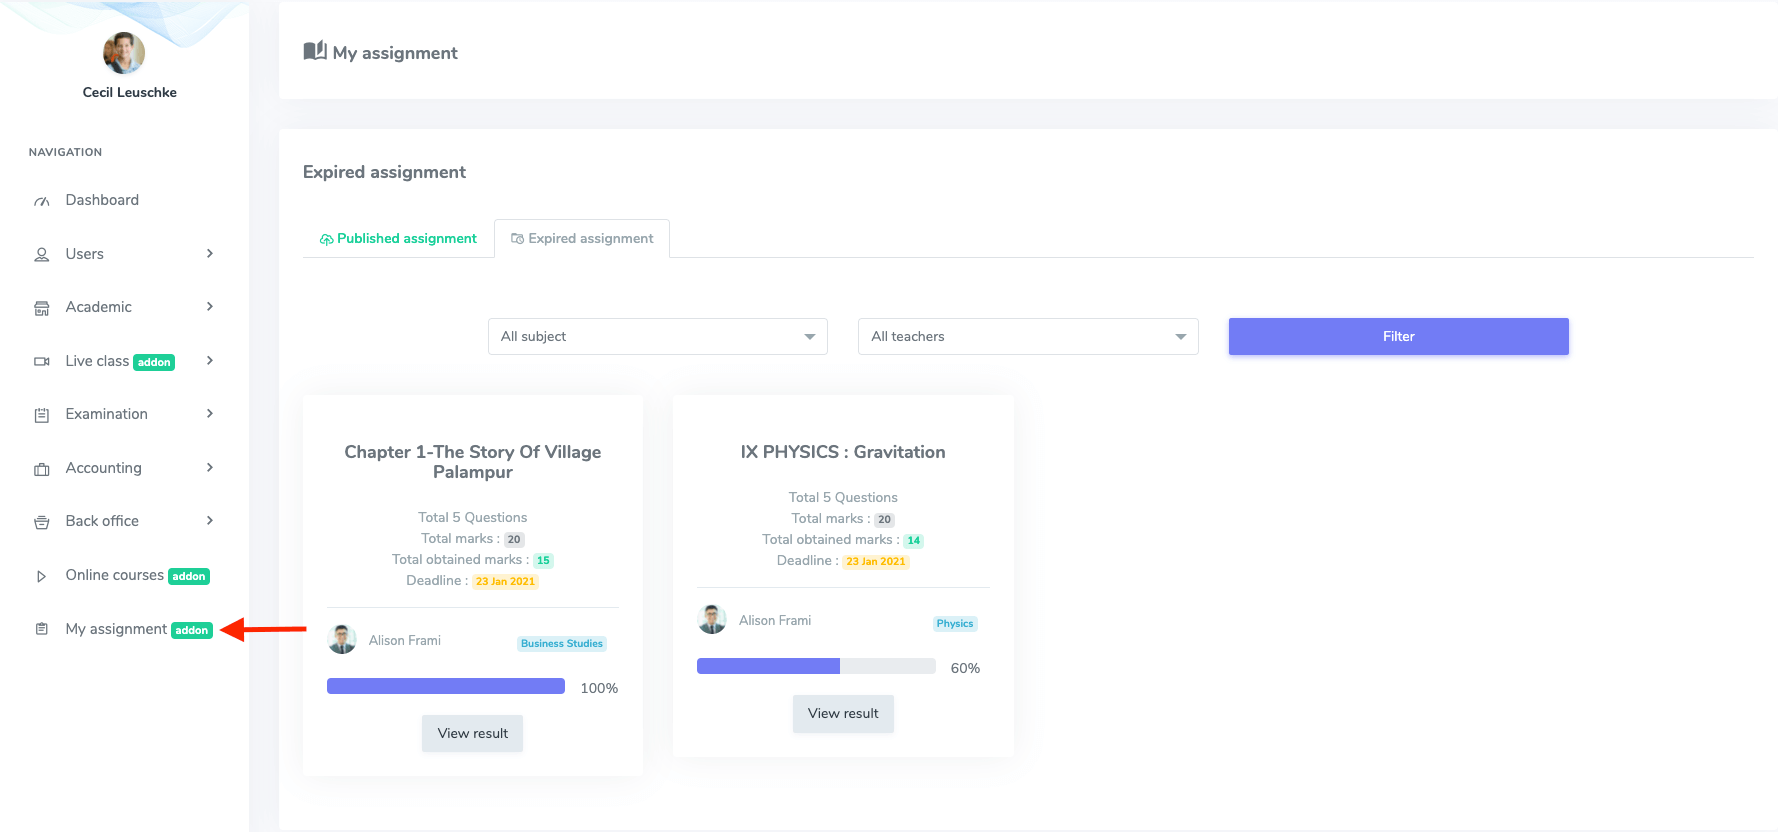 Cecil Leuschke
NAVIGATION
Dashboard
Users
Academic
Live class addon
Examination
Accounting
Back office
Online courses addon
My assignment addon
My assignment
Expired assignment
Published assignment
Expired assignment
All subject
All teachers
Filter
Chapter 1-The Story Of Village
Palampur
Total 5 Questions
Total marks : 20
Total obtained marks : 15
Deadline : 23 Jan 2021
Alison Frami
Business Studies
100%
View result
IX PHYSICS : Gravitation
Total 5 Questions
Total marks : 20
Total obtained marks : 14
Deadline : 23 Jan 2021
Alison Frami
Physics
60%
View result